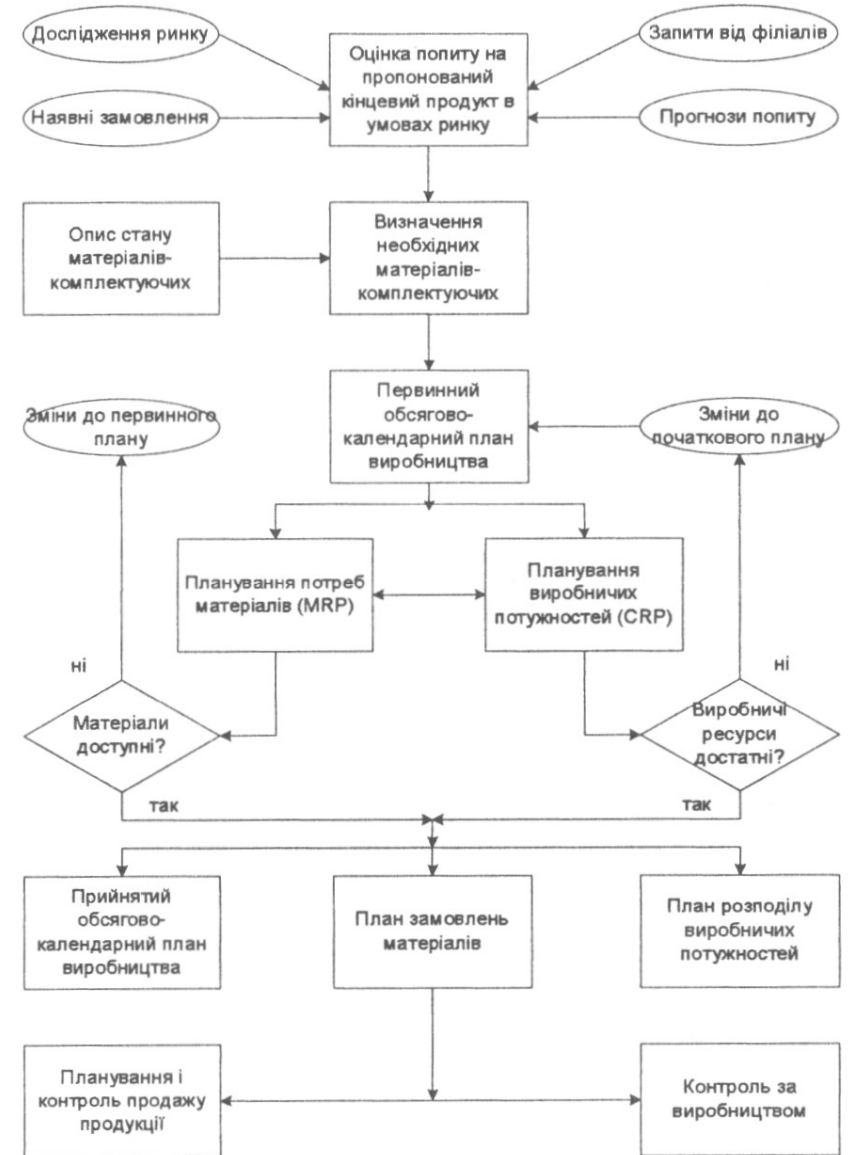 Дослідження ринку
Запити від філіалів
Оцінка попиту на
пропонований
кінцевий продукт в
умовах ринку
Наявні замовлення
Прогнози попиту
Опис стану
матеріалів-
комплектуючих
Визначення
необхідних
матеріалів-
комплектуючих
Первинний
обсягово-
календарний план
виробництва
Зміни до первинного
плану
Зміни до
початкового плану
Планування потреб
матеріалів (MRP)
Планування
виробничих
потужностей (CRP)
ні
ні
Матеріали
доступні?
Виробничі
ресурси
достатні?
так
так
Прийнятий
обсягово-
календарний план
виробництва
План замовлень
матеріалів
План розподілу
виробничих
потужностей
Планування і
контроль продажу
продукції
Контроль за
виробництвом